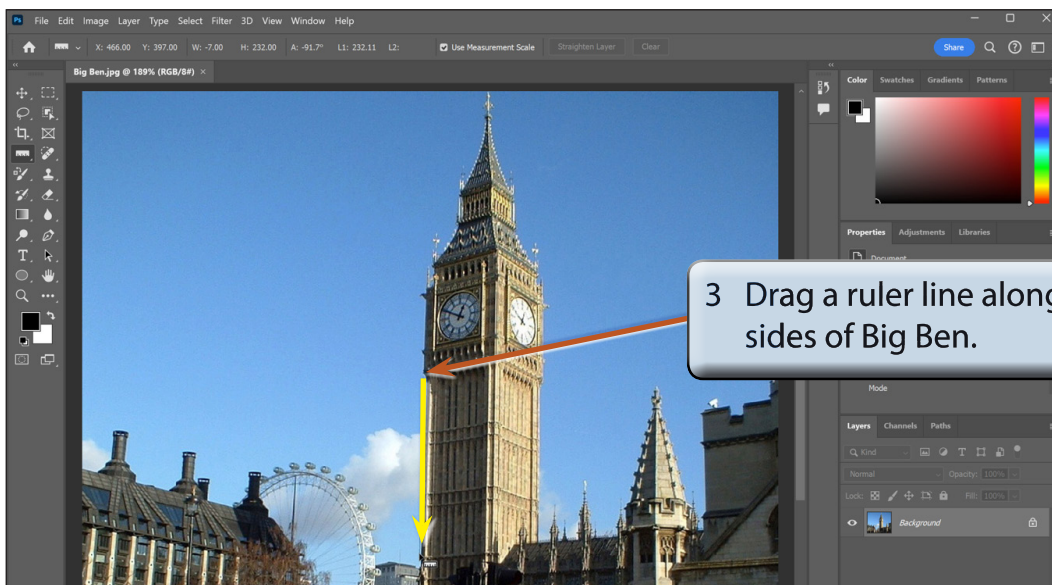 Ps File Edit Image Layer Type Select Filter 3D View Window Help
X: 466.00 Y: 397.00 W: -7.00 H: 232.00 A: -91.7° L1: 232.11 L2: Use Measurement Scale Straighten Layer Clear Share
Big Ben.jpg @ 189% (RGB/8#) ×
Color Swatches Gradients Patterns
Properties Adjustments Libraries
Document
3 Drag a ruler line along
sides of Big Ben.
Mode
Layers Channels Paths
Kind
Normal Opacity: 100%
Lock: Fill: 100%
Background